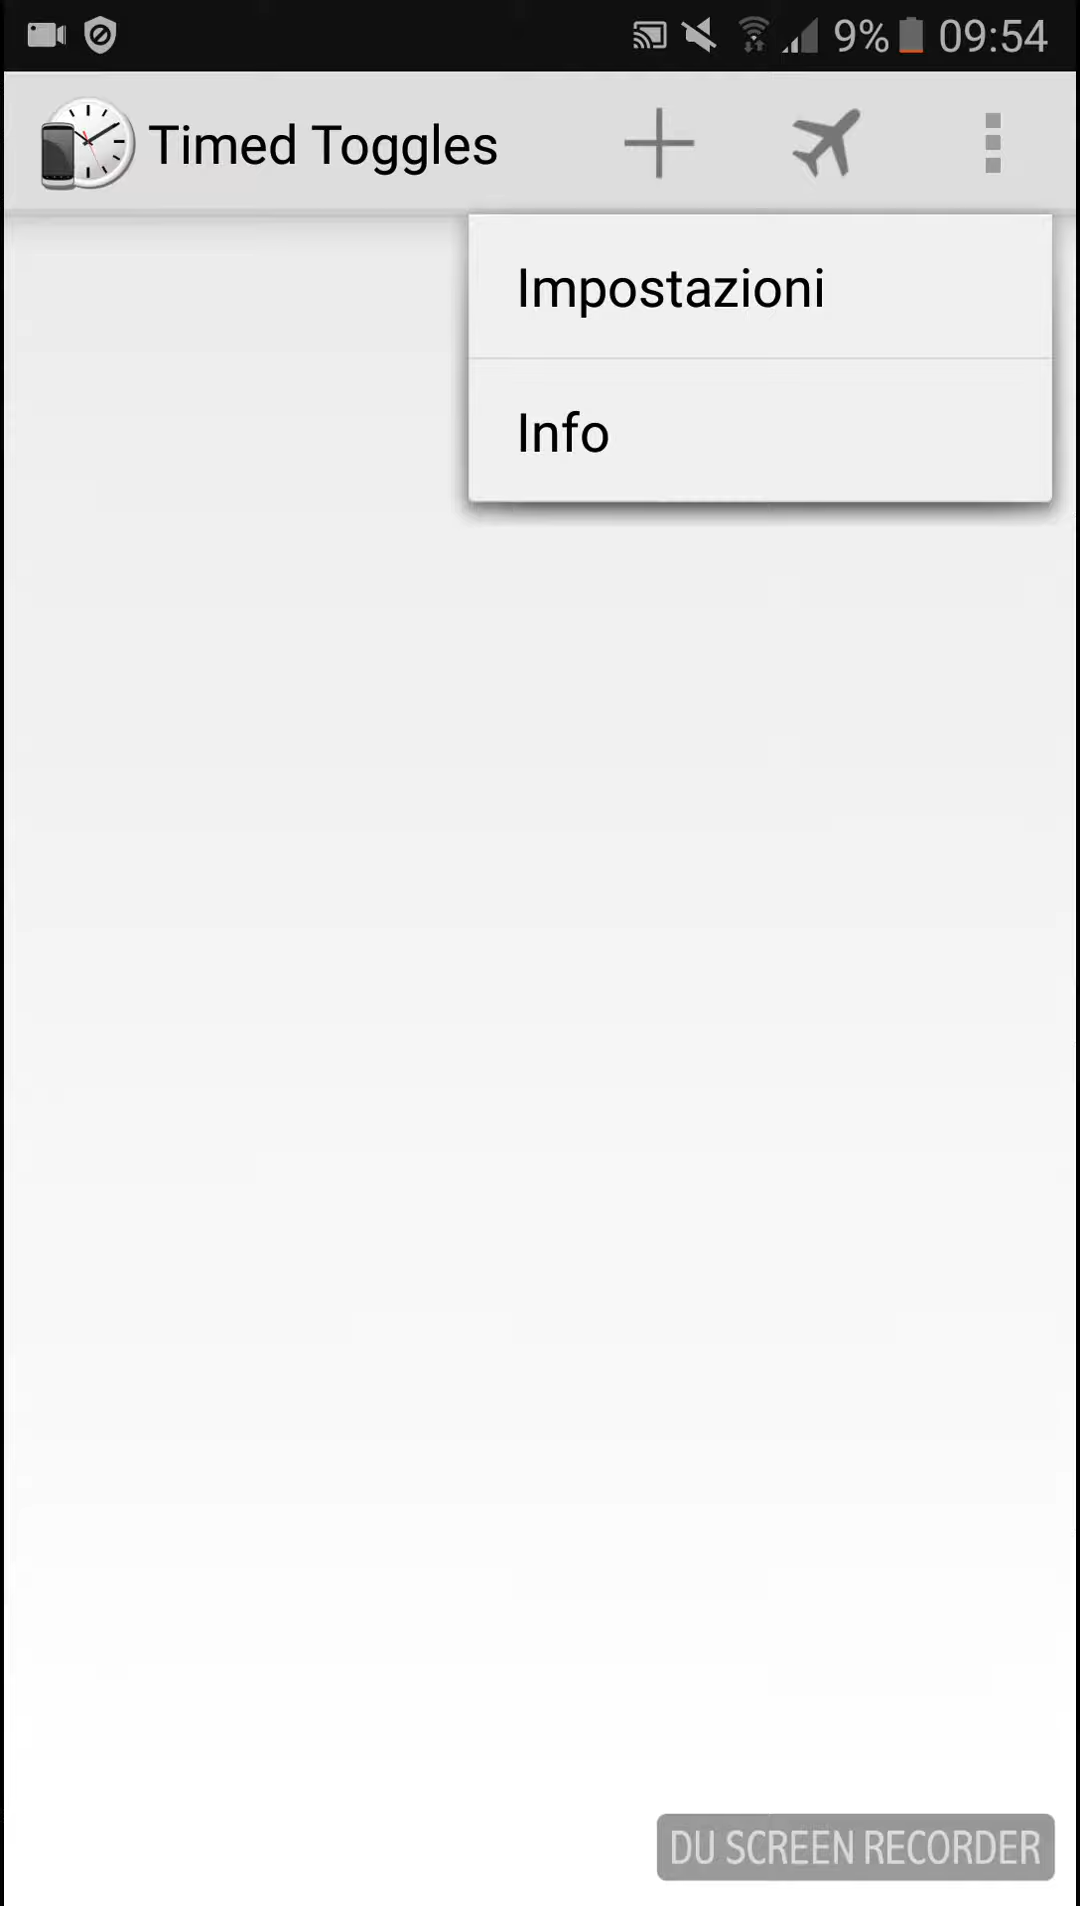 9% 09:54
Timed Toggles
Impostazioni
Info
DU SCREEN RECORDER